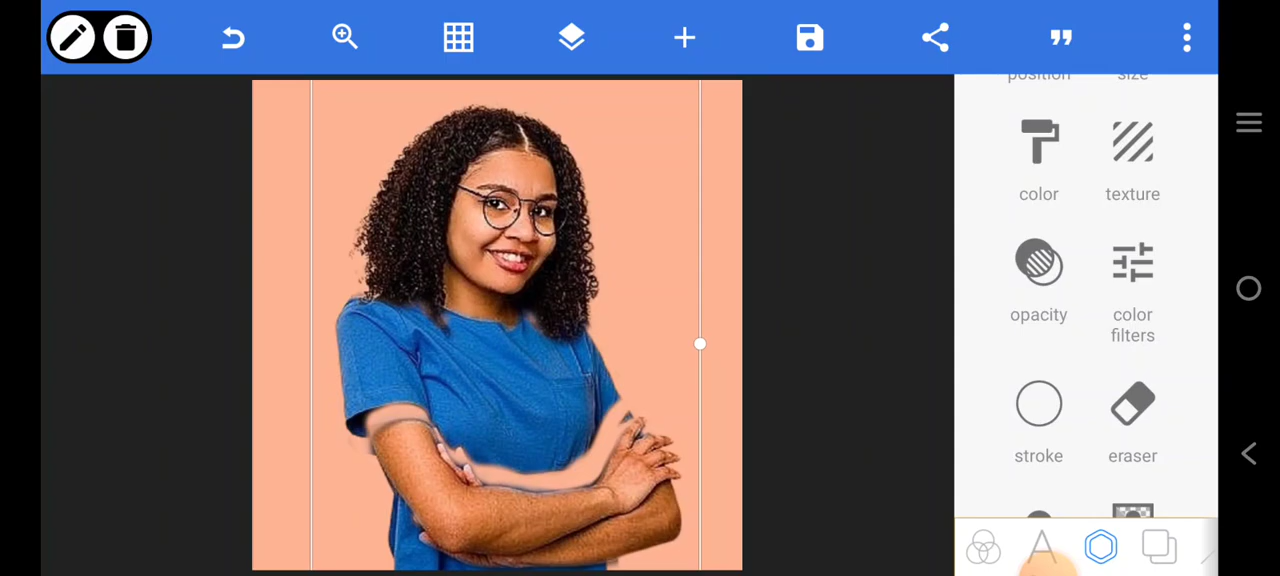 position size
color texture
opacity color
filters
stroke eraser